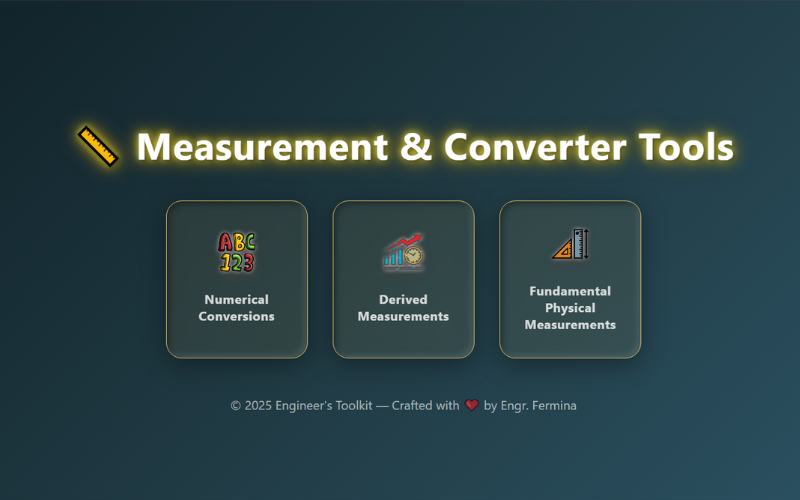 Measurement & Converter Tools
ABC
123
Numerical
Conversions
Derived
Measurements
Fundamental
Physical
Measurements
© 2025 Engineer's Toolkit — Crafted with ❤️ by Engr. Fermina